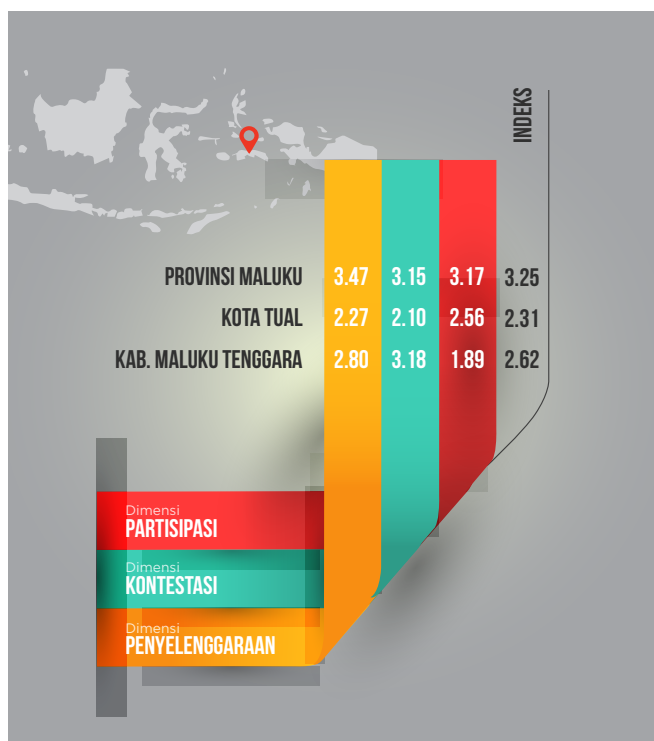 INDEKS
PROVINSI MALUKU 3.47 3.15 3.17 3.25
KOTA TUAL 2.27 2.10 2.56 2.31
KAB. MALUKU TENGGARA 2.80 3.18 1.89 2.62
Dimensi
PARTISIPASI
Dimensi
KONTESTASI
Dimensi
PENYELENGGARAAN